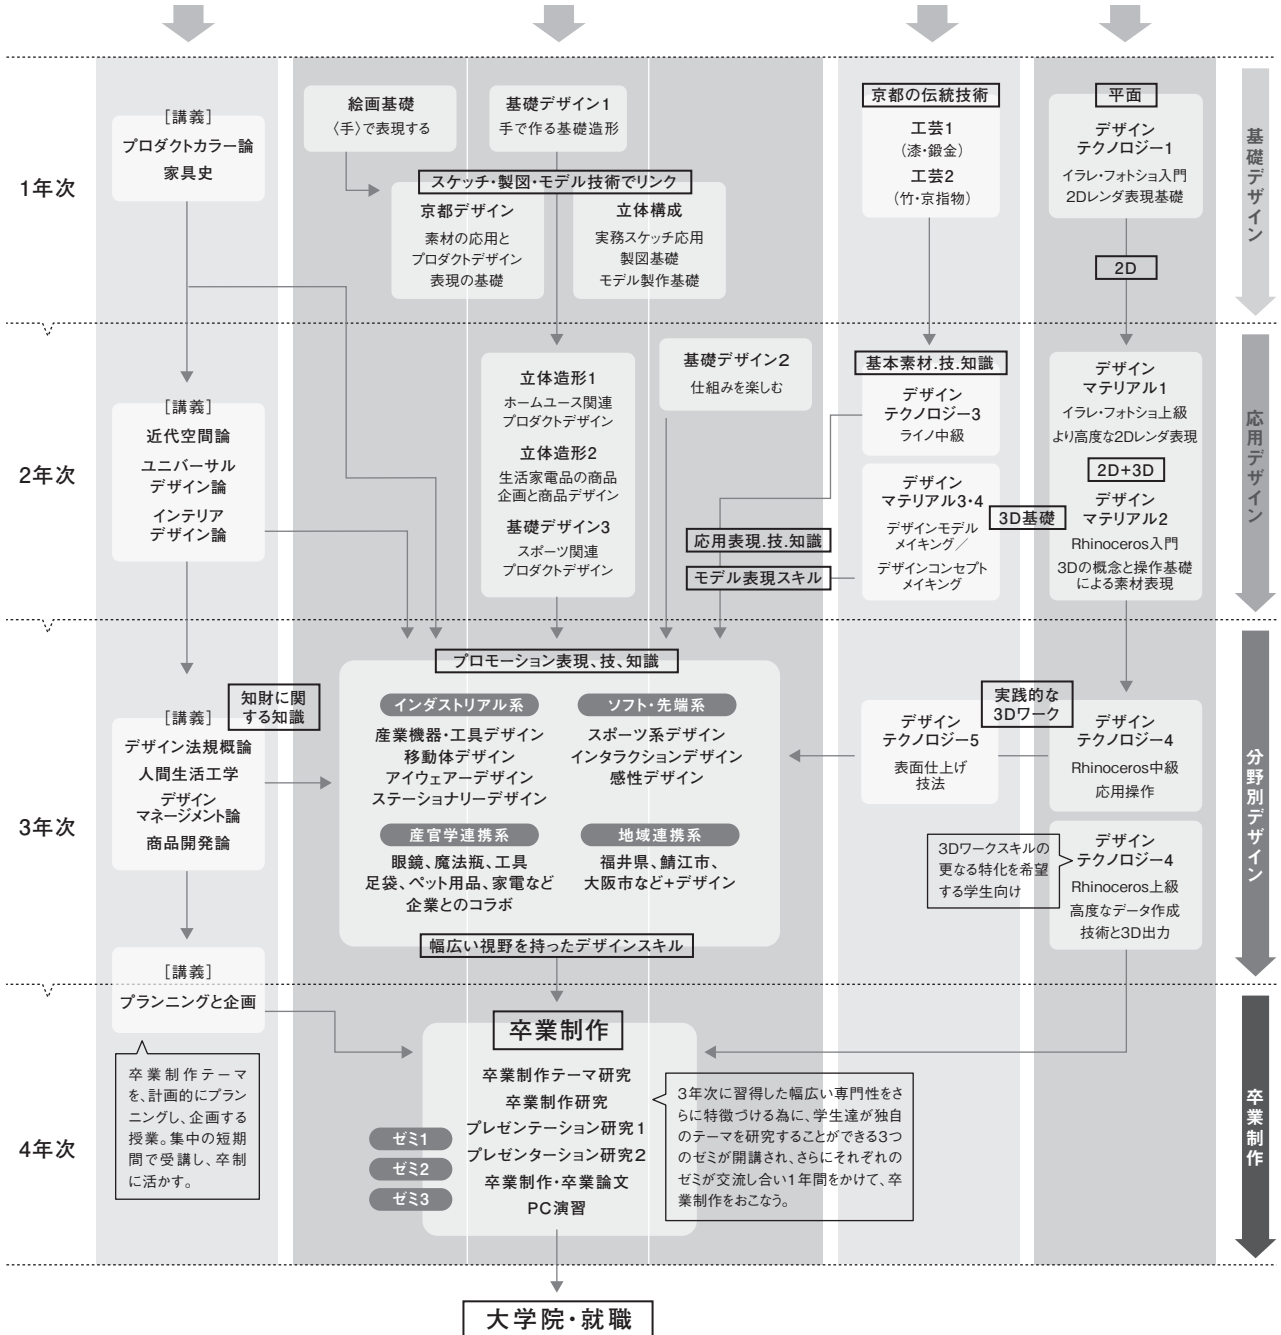 1年次
[講義]
プロダクトカラー論
家具史
絵画基礎
〈手〉で表現する
基礎デザイン1
手で作る基礎造形
スケッチ・製図・モデル技術でリンク
京都デザイン
素材の応用と
プロダクトデザイン
表現の基礎
立体構成
実務スケッチ応用
製図基礎
モデル製作基礎
京都の伝統技術
工芸1
(漆・鍛金)
工芸2
(竹・京指物)
平面
デザイン
テクノロジー1
イラレ・フォトショ入門
2Dレンダ表現基礎
2D
基礎デザイン
2年次
[講義]
近代空間論
ユニバーサル
デザイン論
インテリア
デザイン論
立体造形1
ホームユース関連
プロダクトデザイン
立体造形2
生活家電品の商品
企画と商品デザイン
基礎デザイン3
スポーツ関連
プロダクトデザイン
基礎デザイン2
仕組みを楽しむ
応用表現.技.知識
モデル表現スキル
基本素材.技.知識
デザイン
テクノロジー3
ライノ中級
デザイン
マテリアル3・4
デザインモデル
メイキング/
デザインコンセプト
メイキング
3D基礎
デザイン
マテリアル1
イラレ・フォトショ上級
より高度な2Dレンダ表現
2D+3D
デザイン
マテリアル2
Rhinoceros入門
3Dの概念と操作基礎
による素材表現
応用デザイン
3年次
知財に関
する知識
[講義]
デザイン法規概論
人間生活工学
デザイン
マネージメント論
商品開発論
プロモーション表現、技、知識
インダストリアル系
産業機器・工具デザイン
移動体デザイン
アイウェアーデザイン
ステーショナリーデザイン
ソフト・先端系
スポーツ系デザイン
インタラクションデザイン
感性デザイン
産官学連携系
眼鏡、魔法瓶、工具
足袋、ペット用品、家電など
企業とのコラボ
地域連携系
福井県、鯖江市、
大阪市など+デザイン
幅広い視野を持ったデザインスキル
実践的な
3Dワーク
デザイン
テクノロジー5
表面仕上げ
技法
デザイン
テクノロジー4
Rhinoceros中級
応用操作
3Dワークスキルの
更なる特化を希望
する学生向け
デザイン
テクノロジー4
Rhinoceros上級
高度なデータ作成
技術と3D出力
分野別デザイン
[講義]
プランニングと企画
4年次
卒業制作テーマ
を、計画的にプラン
ニングし、企画する
授業。集中の短期
間で受講し、卒制
に活かす。
卒業制作
卒業制作テーマ研究
卒業制作研究
プレゼンテーション研究1
プレゼンターション研究2
卒業制作・卒業論文
PC演習
ゼミ1
ゼミ2
ゼミ3
3年次に習得した幅広い専門性をさ
らに特徴づける為に、学生達が独自
のテーマを研究することができる3つ
のゼミが開講され、さらにそれぞれの
ゼミが交流し合い1年間をかけて、卒
業制作をおこなう。
卒業制作
大学院・就職